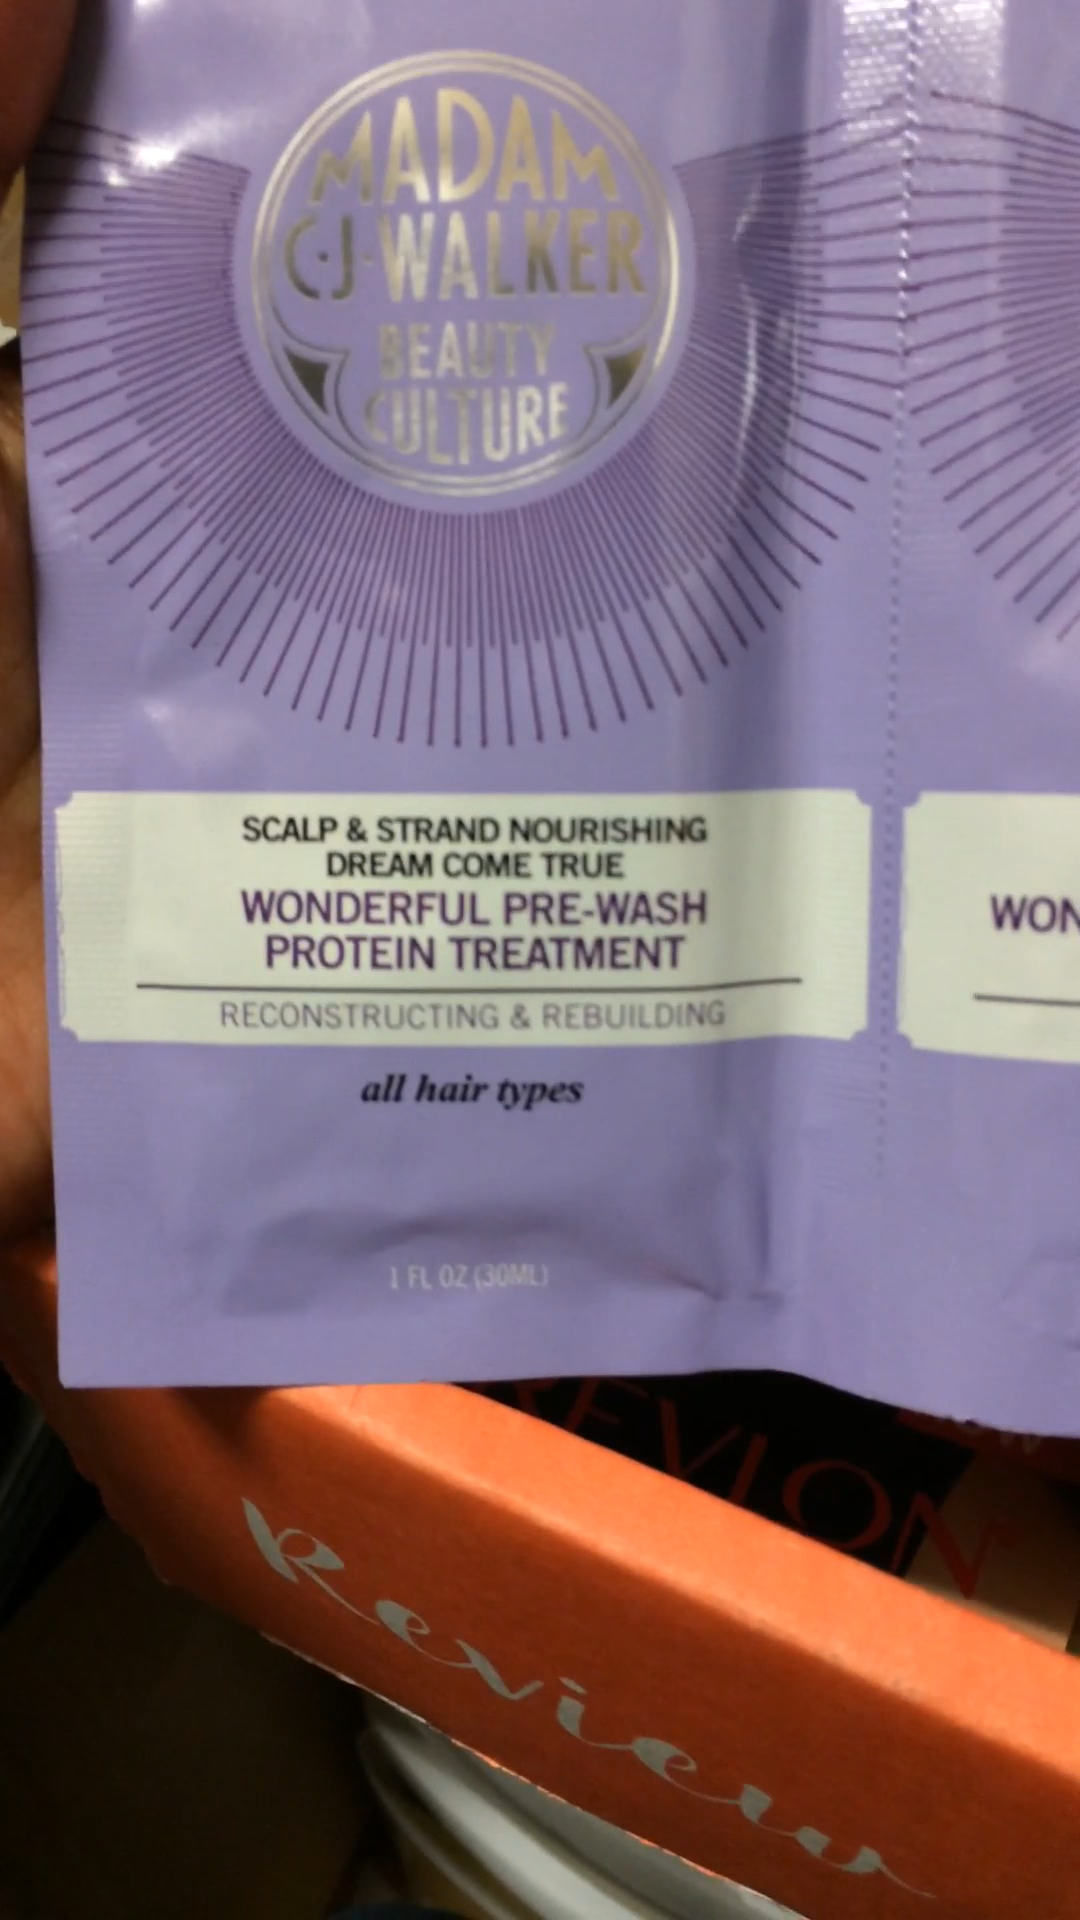 MADAM
C·J·WALKER
BEAUTY
CULTURE
SCALP & STRAND NOURISHING
DREAM COME TRUE
WONDERFUL PRE-WASH
PROTEIN TREATMENT
RECONSTRUCTING & REBUILDING
all hair types
1 FL OZ (30ML)
WON
REVLON
Review